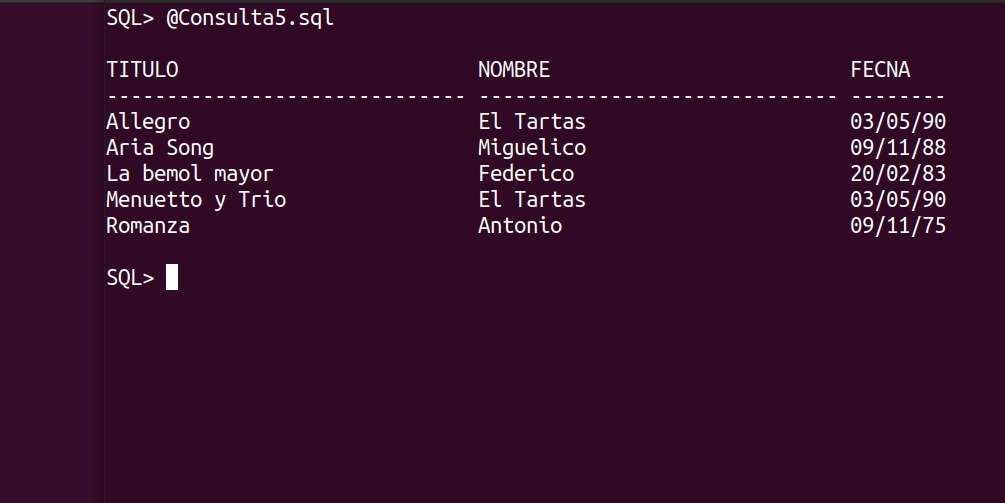 SQL> @Consulta5.sql
TITULO NOMBRE FECNA
------------------------------ ------------------------------ --------
Allegro El Tartas 03/05/90
Aria Song Miguelico 09/11/88
La bemol mayor Federico 20/02/83
Menuetto y Trio El Tartas 03/05/90
Romanza Antonio 09/11/75
SQL>